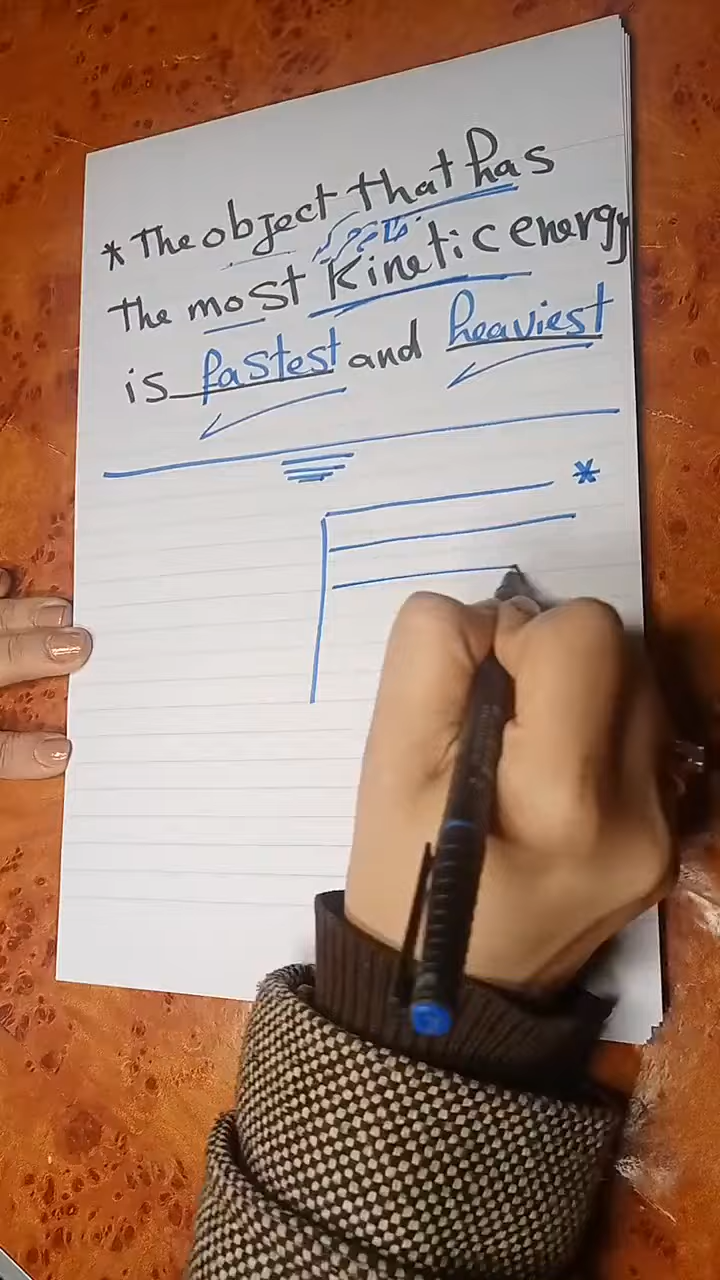 * The object that has
the most kinetic energy
is fastest and heaviest
*